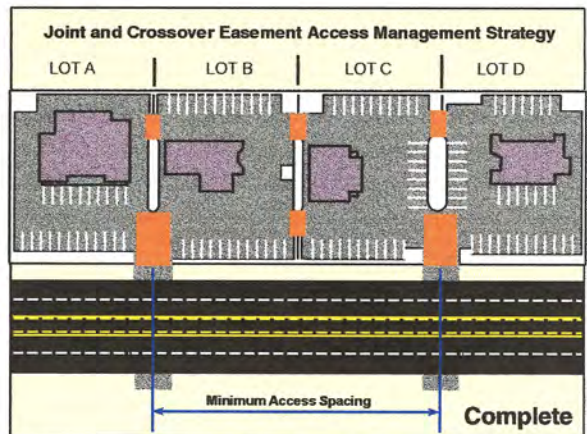 Joint and Crossover Easement Access Management Strategy
LOT A LOT B LOT C LOT D
Minimum Access Spacing
Complete